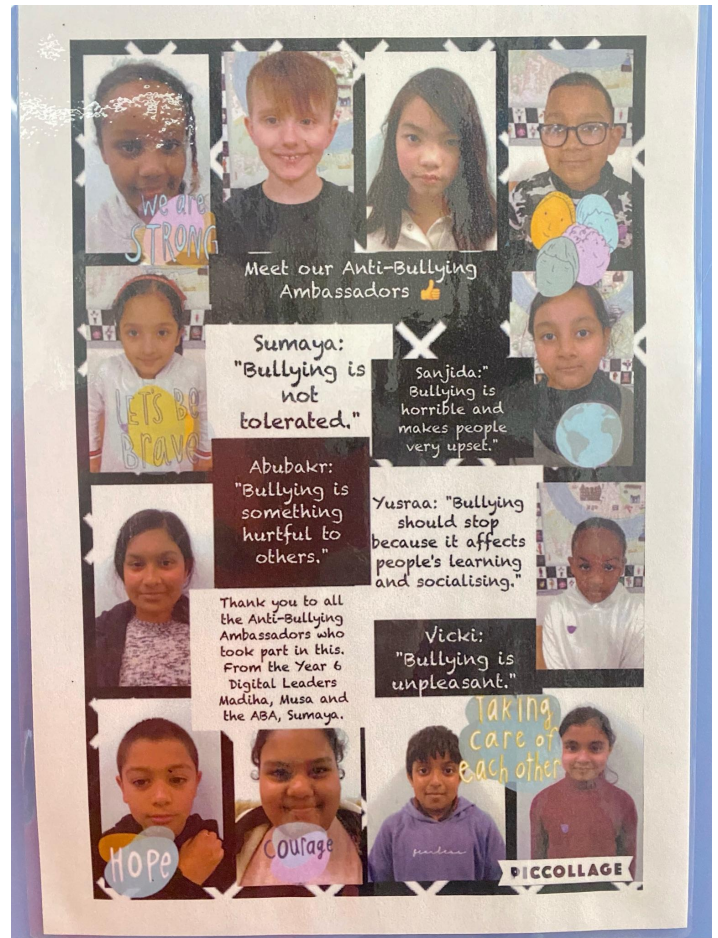 we are
STRONG
Meet our Anti-Bullying
Ambassadors 👍
Sumaya:
"Bullying is
not
tolerated."
Sanjida:"
Bullying is
horrible and
makes people
very upset."
LET'S BE
Brave
Abubakr:
"Bullying is
something
hurtful to
others."
Yusraa: "Bullying
should stop
because it affects
people's learning
and socialising."
Thank you to all
the Anti-Bullying
Ambassadors who
took part in this.
From the Year 6
Digital Leaders
Madiha, Musa and
the ABA, Sumaya.
Vicki:
"Bullying is
unpleasant."
Taking
care of
each other
HOPE
Courage
fearless
PICCOLLAGE